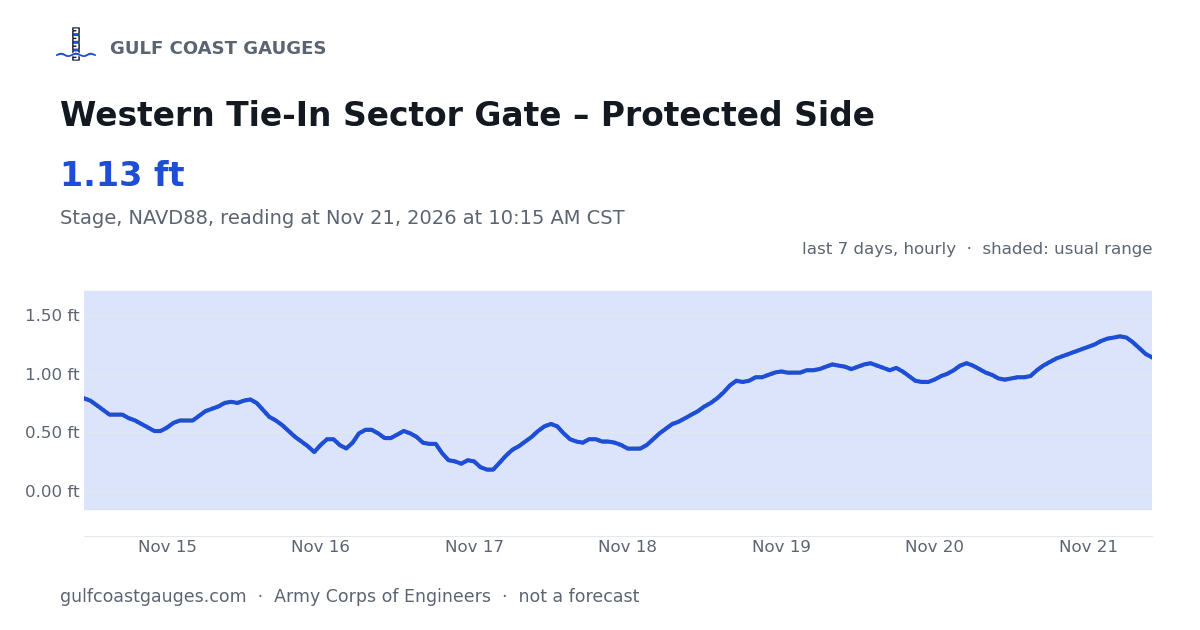 GULF COAST GAUGES
Western Tie-In Sector Gate – Protected Side
1.13 ft
Stage, NAVD88, reading at Nov 21, 2026 at 10:15 AM CST
last 7 days, hourly · shaded: usual range
1.50 ft
1.00 ft
0.50 ft
0.00 ft
Nov 15 Nov 16 Nov 17 Nov 18 Nov 19 Nov 20 Nov 21
gulfcoastgauges.com · Army Corps of Engineers · not a forecast